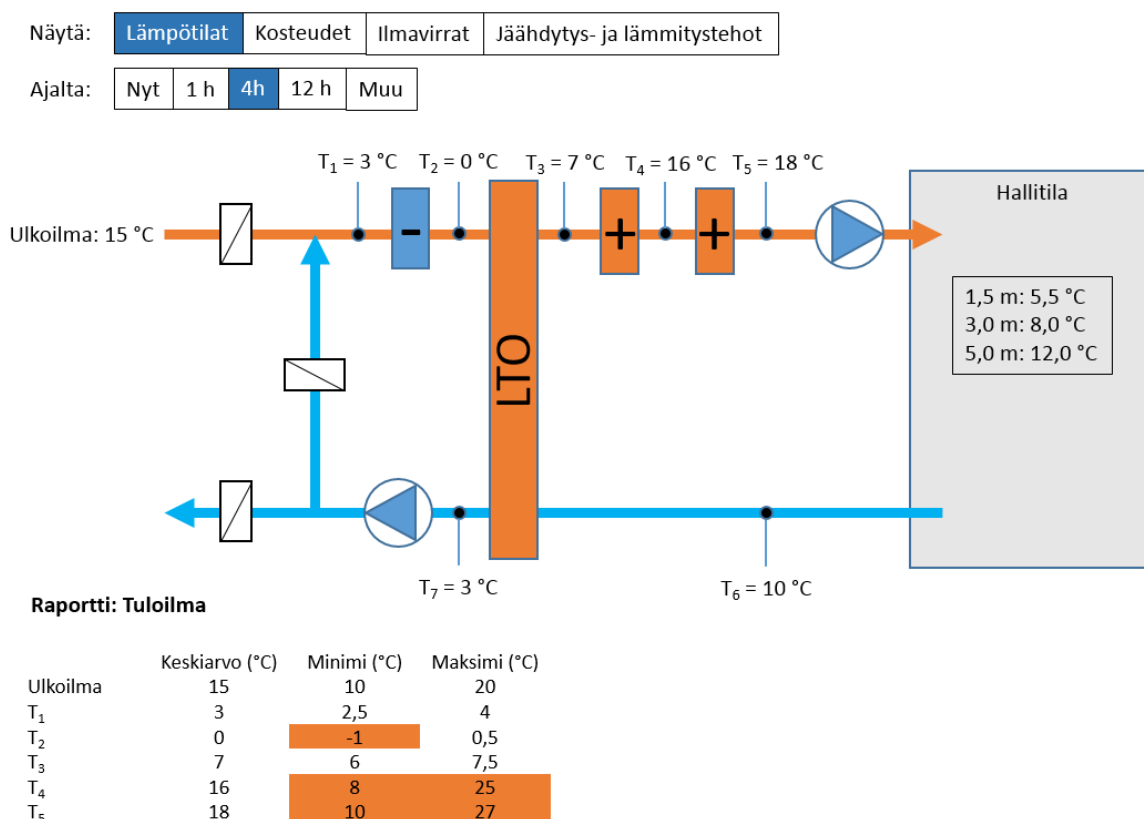 Näytä: Lämpötilat Kosteudet Ilmavirrat Jäähdytys- ja lämmitystehot
Ajalta: Nyt 1 h 4h 12 h Muu
T1 = 3 °C T2 = 0 °C T3 = 7 °C T4 = 16 °C T5 = 18 °C
Hallitila
Ulkoilma: 15 °C
- + +
1,5 m: 5,5 °C
3,0 m: 8,0 °C
5,0 m: 12,0 °C
LTO
T7 = 3 °C T6 = 10 °C
Raportti: Tuloilma
Keskiarvo (°C) Minimi (°C) Maksimi (°C)
Ulkoilma 15 10 20
T1 3 2,5 4
T2 0 -1 0,5
T3 7 6 7,5
T4 16 8 25
T5 18 10 27